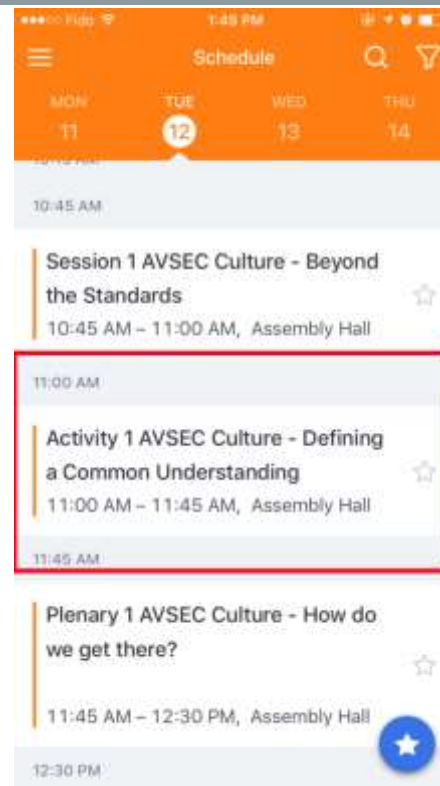 Fido 1:45 PM
Schedule
MON TUE WED THU
11 12 13 14
10:45 AM
Session 1 AVSEC Culture - Beyond
the Standards
10:45 AM – 11:00 AM, Assembly Hall
11:00 AM
Activity 1 AVSEC Culture - Defining
a Common Understanding
11:00 AM – 11:45 AM, Assembly Hall
11:45 AM
Plenary 1 AVSEC Culture - How do
we get there?
11:45 AM – 12:30 PM, Assembly Hall
12:30 PM